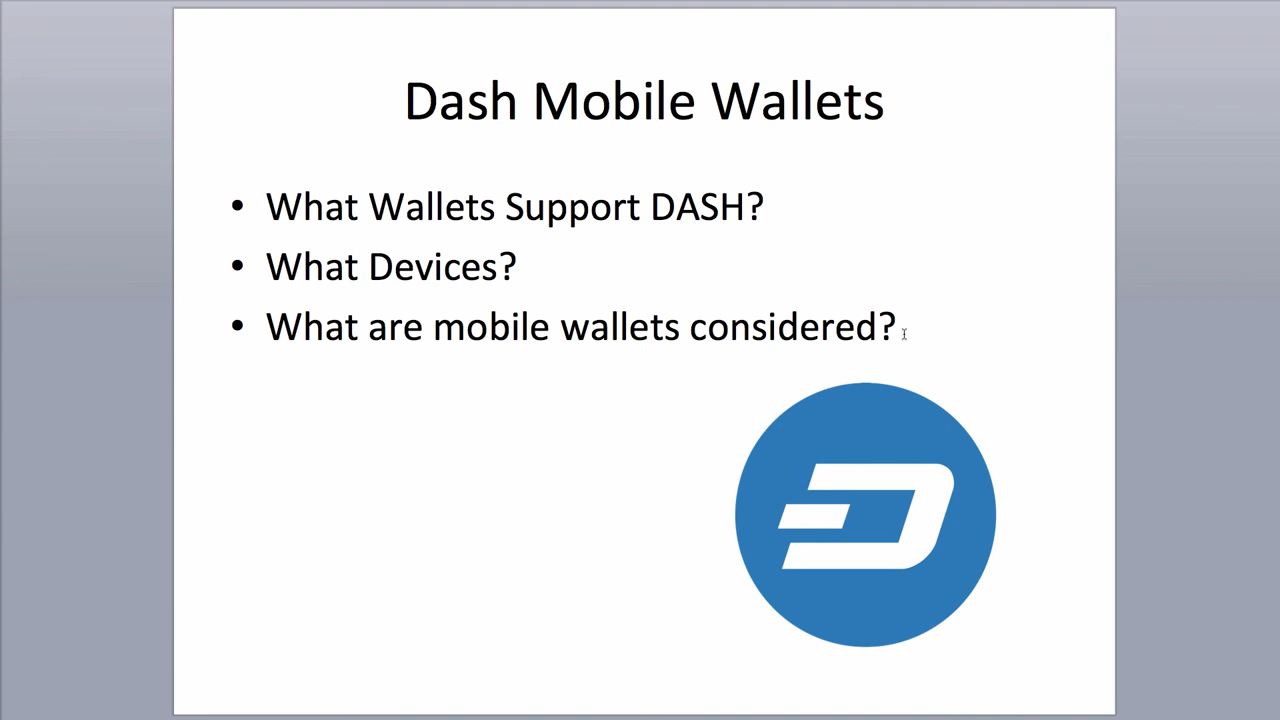 Dash Mobile Wallets
• What Wallets Support DASH?
• What Devices?
• What are mobile wallets considered?